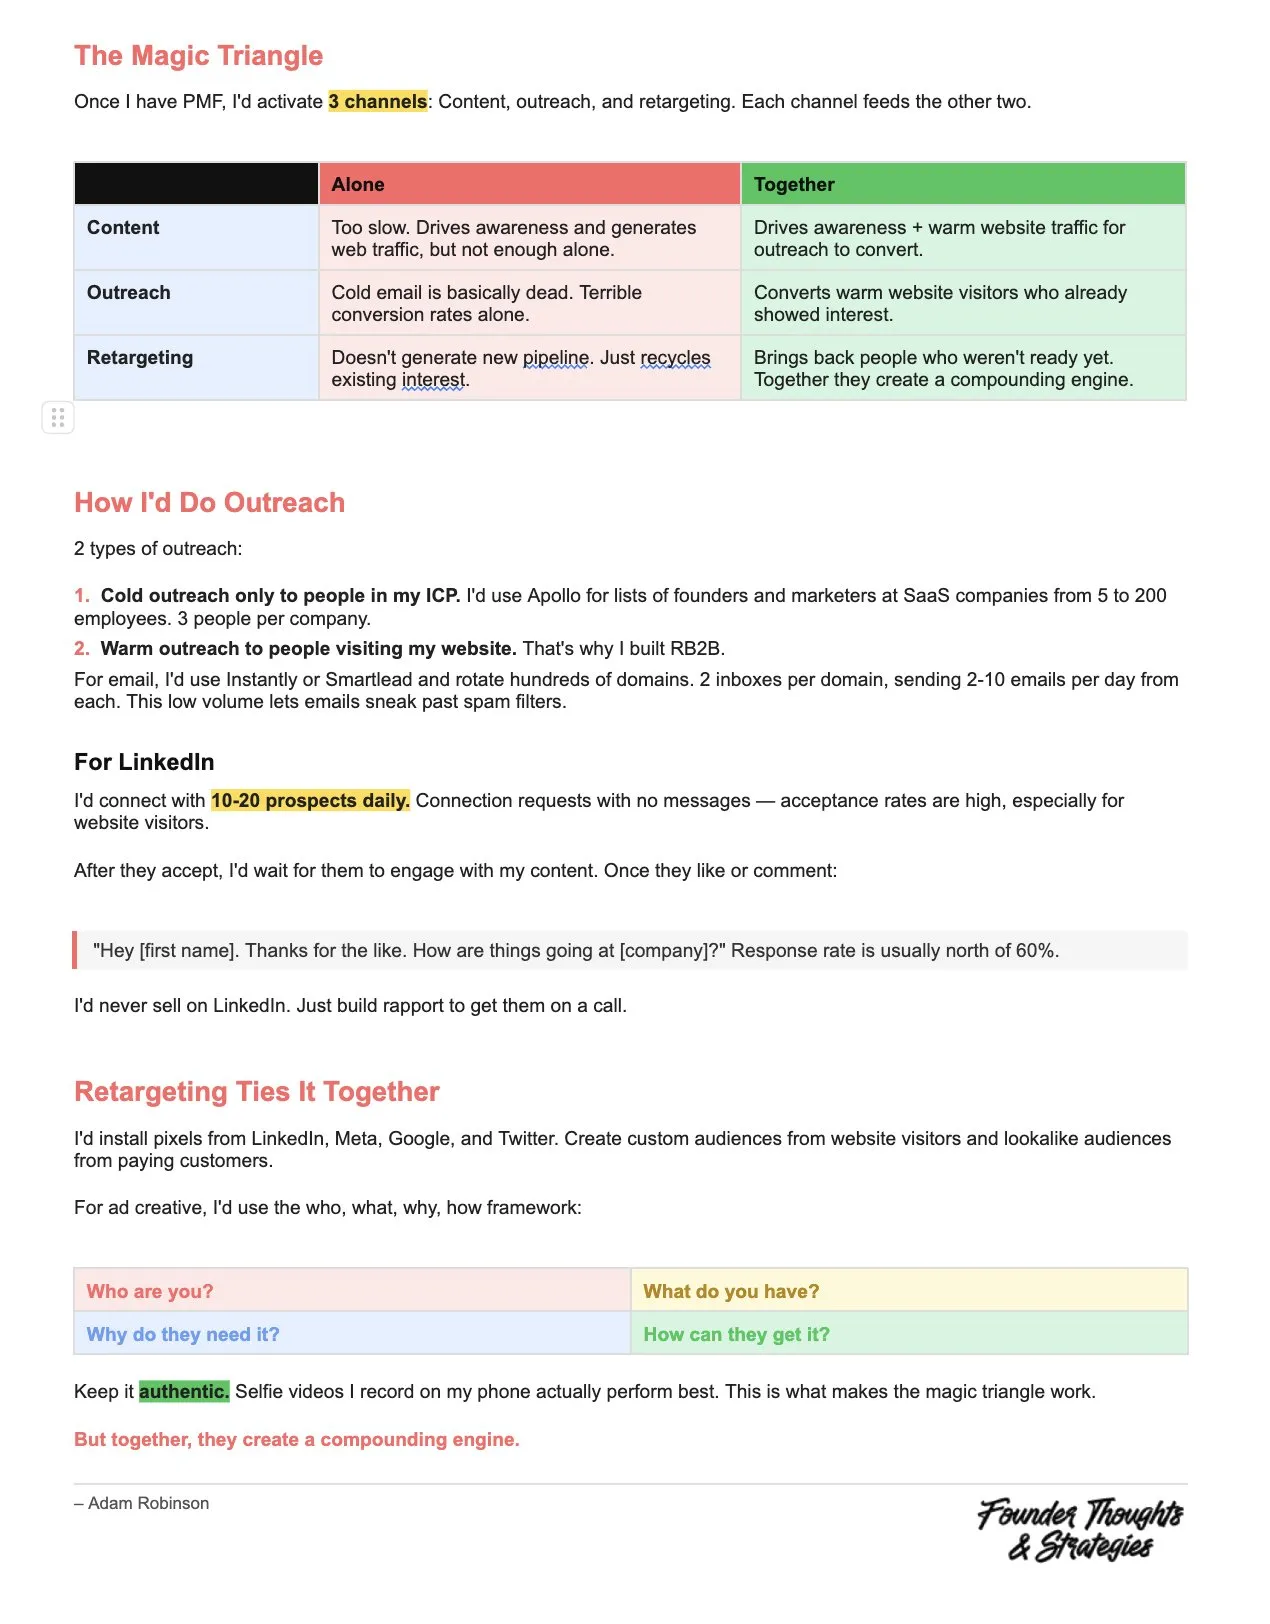 The Magic Triangle
Once I have PMF, I'd activate 3 channels: Content, outreach, and retargeting. Each channel feeds the other two.
Alone
Together
Content
Too slow. Drives awareness and generates
web traffic, but not enough alone.
Drives awareness + warm website traffic for
outreach to convert.
Outreach
Cold email is basically dead. Terrible
conversion rates alone.
Converts warm website visitors who already
showed interest.
Retargeting
Doesn't generate new pipeline. Just recycles
existing interest.
Brings back people who weren't ready yet.
Together they create a compounding engine.
How I'd Do Outreach
2 types of outreach:
1. Cold outreach only to people in my ICP. I'd use Apollo for lists of founders and marketers at SaaS companies from 5 to 200
employees. 3 people per company.
2. Warm outreach to people visiting my website. That's why I built RB2B.
For email, I'd use Instantly or Smartlead and rotate hundreds of domains. 2 inboxes per domain, sending 2-10 emails per day from
each. This low volume lets emails sneak past spam filters.
For LinkedIn
I'd connect with 10-20 prospects daily. Connection requests with no messages — acceptance rates are high, especially for
website visitors.
After they accept, I'd wait for them to engage with my content. Once they like or comment:
"Hey [first name]. Thanks for the like. How are things going at [company]?" Response rate is usually north of 60%.
I'd never sell on LinkedIn. Just build rapport to get them on a call.
Retargeting Ties It Together
I'd install pixels from LinkedIn, Meta, Google, and Twitter. Create custom audiences from website visitors and lookalike audiences
from paying customers.
For ad creative, I'd use the who, what, why, how framework:
Who are you?
What do you have?
Why do they need it?
How can they get it?
Keep it authentic. Selfie videos I record on my phone actually perform best. This is what makes the magic triangle work.
But together, they create a compounding engine.
– Adam Robinson
Founder Thoughts
& Strategies